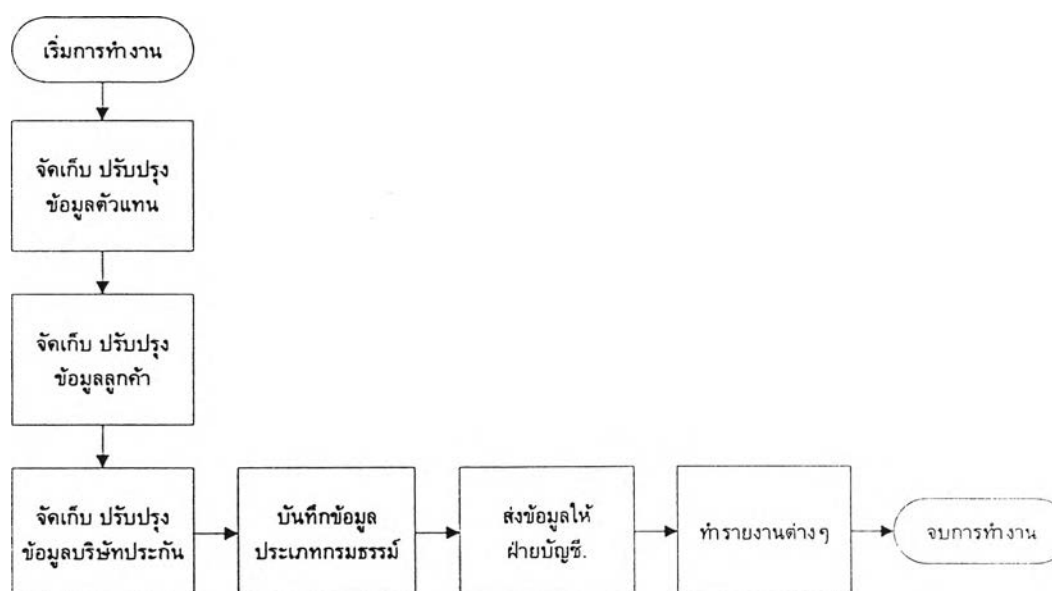 เริ่มการทำงาน
จัดเก็บ ปรับปรุง
ข้อมูลตัวแทน
จัดเก็บ ปรับปรุง
ข้อมูลลูกค้า
จัดเก็บ ปรับปรุง
ข้อมูลบริษัทประกัน
บันทึกข้อมูล
ประเภทกรมธรรม์
ส่งข้อมูลให้
ฝ่ายบัญชี.
ทำรายงานต่างๆ
จบการทำงาน